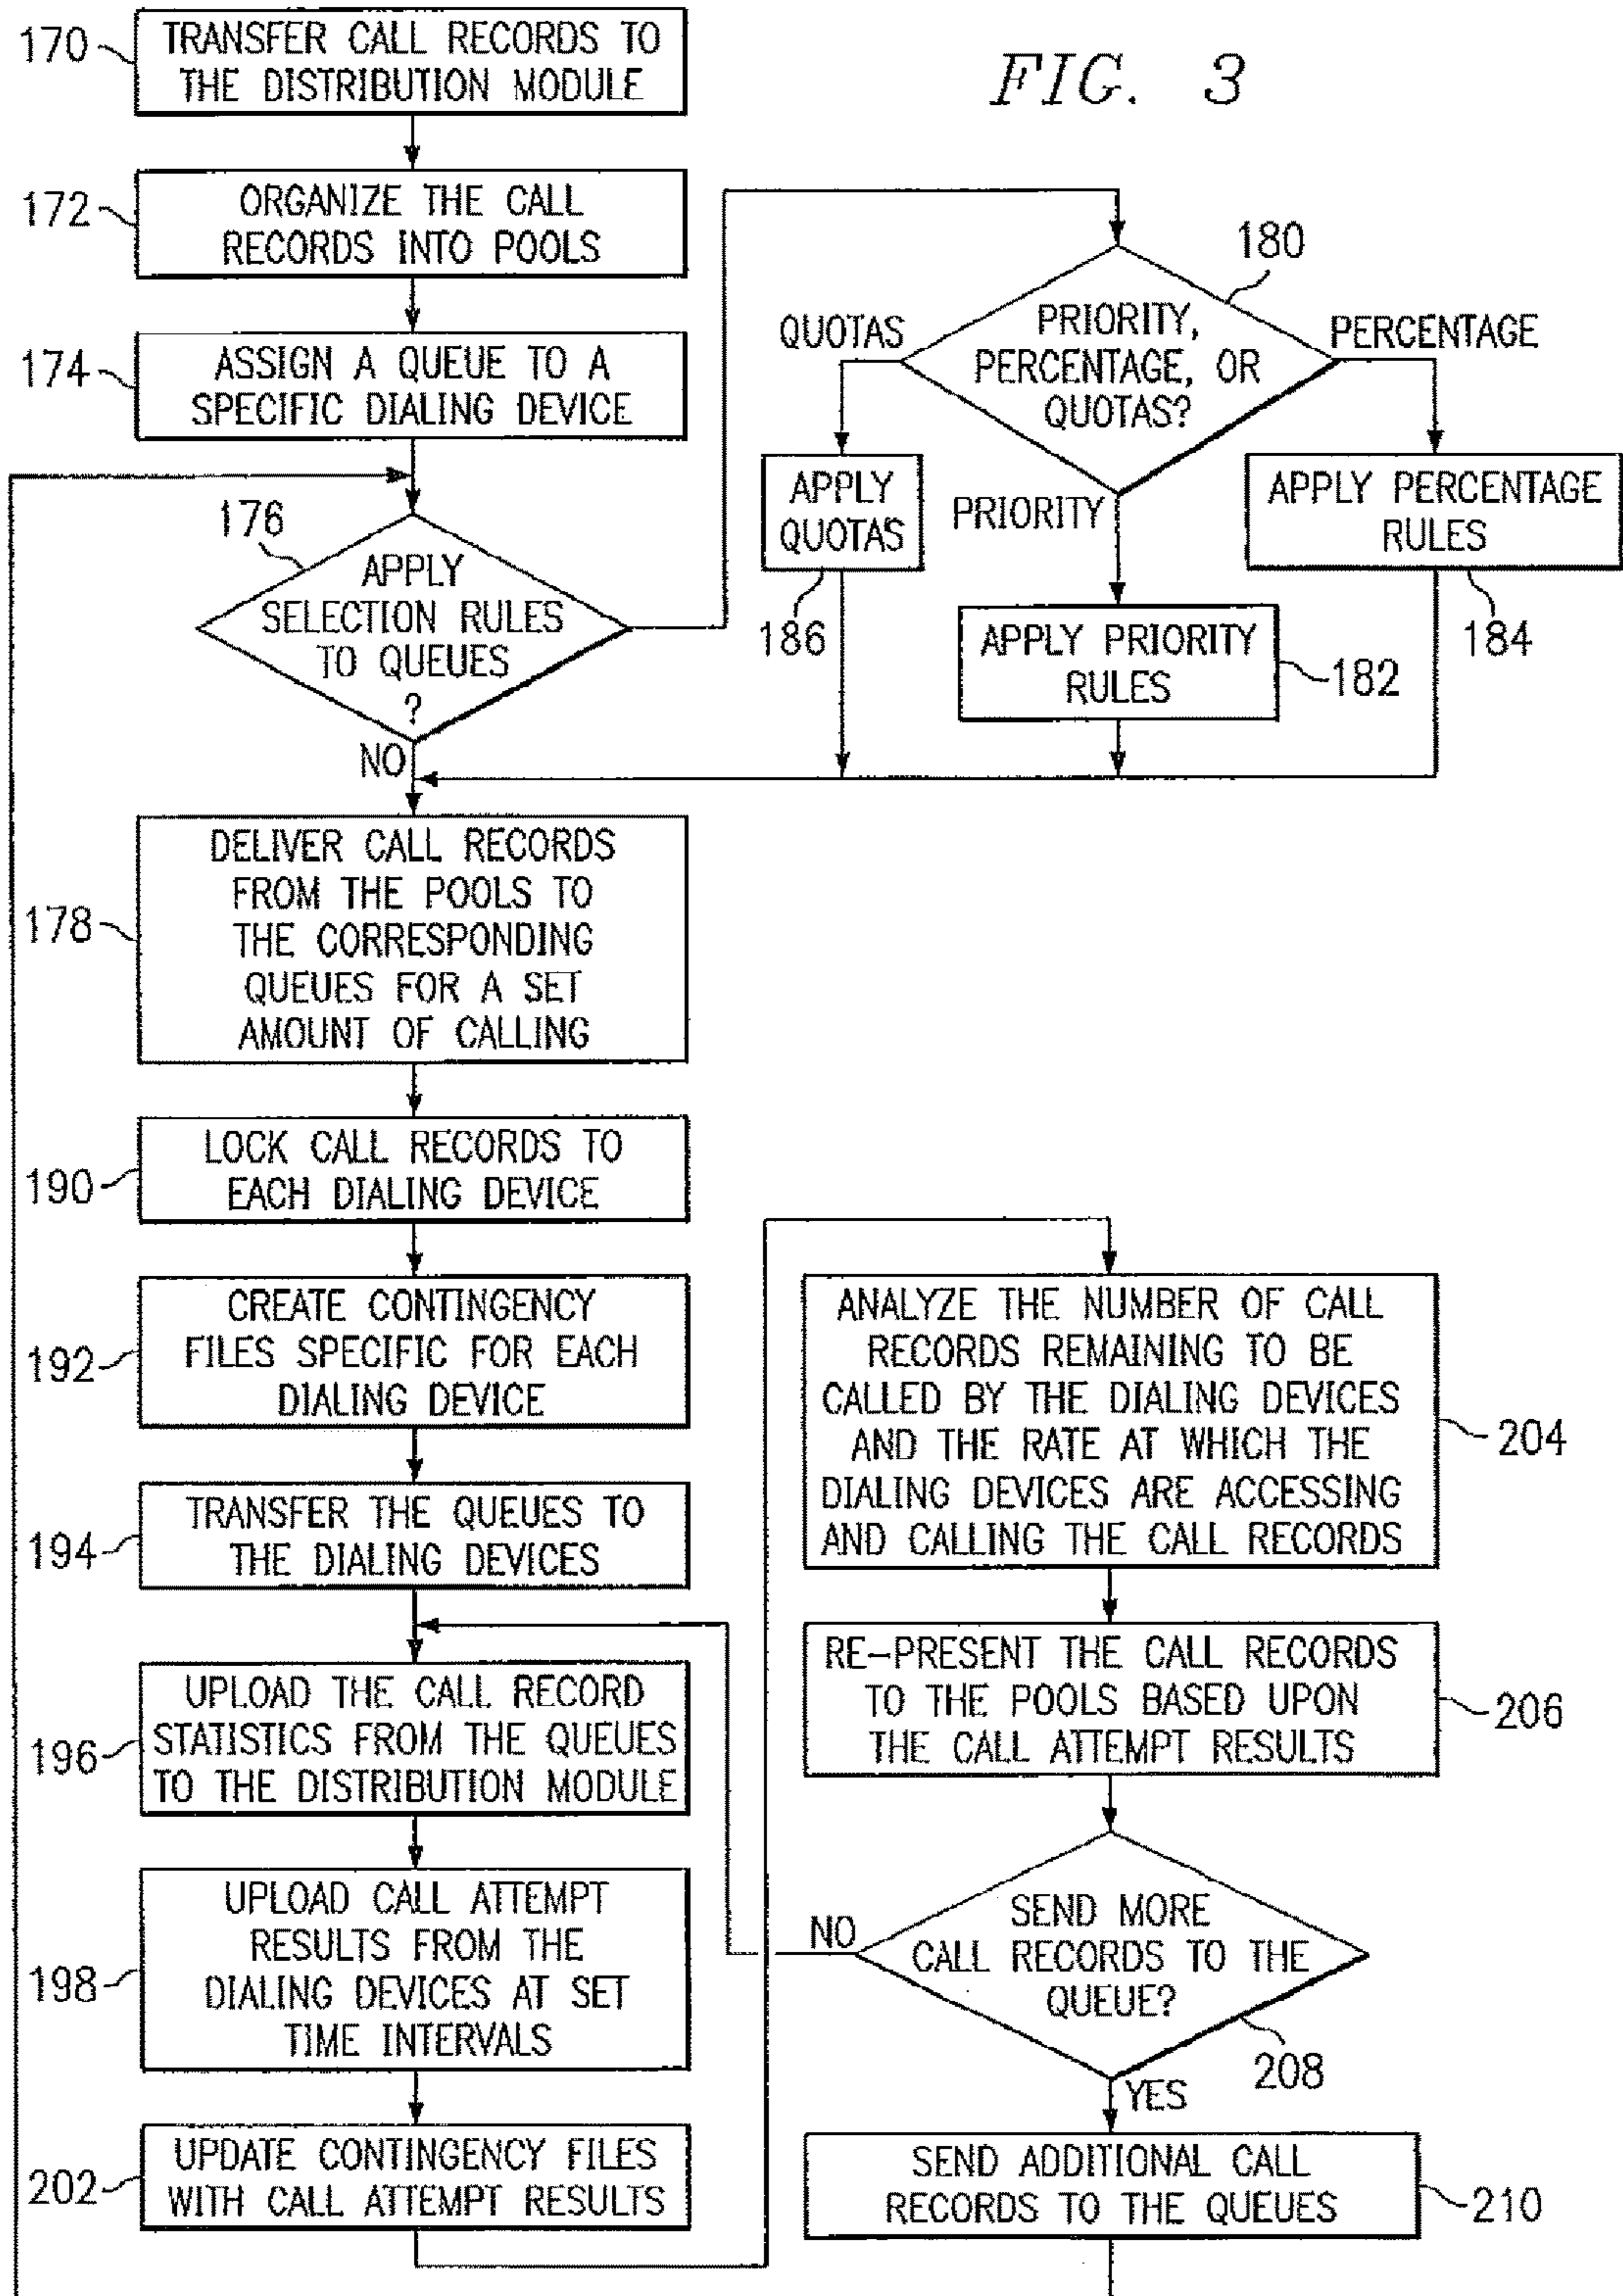 FIG. 3
170
TRANSFER CALL RECORDS TO
THE DISTRIBUTION MODULE
172
ORGANIZE THE CALL
RECORDS INTO POOLS
174
ASSIGN A QUEUE TO A
SPECIFIC DIALING DEVICE
176
APPLY
SELECTION RULES
TO QUEUES
?
NO
180
PRIORITY,
PERCENTAGE, OR
QUOTAS?
QUOTAS
PERCENTAGE
PRIORITY
APPLY
QUOTAS
186
APPLY PRIORITY
RULES
182
APPLY PERCENTAGE
RULES
184
178
DELIVER CALL RECORDS
FROM THE POOLS TO
THE CORRESPONDING
QUEUES FOR A SET
AMOUNT OF CALLING
190
LOCK CALL RECORDS TO
EACH DIALING DEVICE
192
CREATE CONTINGENCY
FILES SPECIFIC FOR EACH
DIALING DEVICE
194
TRANSFER THE QUEUES TO
THE DIALING DEVICES
196
UPLOAD THE CALL RECORD
STATISTICS FROM THE QUEUES
TO THE DISTRIBUTION MODULE
198
UPLOAD CALL ATTEMPT
RESULTS FROM THE
DIALING DEVICES AT SET
TIME INTERVALS
202
UPDATE CONTINGENCY FILES
WITH CALL ATTEMPT RESULTS
ANALYZE THE NUMBER OF CALL
RECORDS REMAINING TO BE
CALLED BY THE DIALING DEVICES
AND THE RATE AT WHICH THE
DIALING DEVICES ARE ACCESSING
AND CALLING THE CALL RECORDS
204
RE-PRESENT THE CALL RECORDS
TO THE POOLS BASED UPON
THE CALL ATTEMPT RESULTS
206
SEND MORE
CALL RECORDS TO THE
QUEUE?
NO
208
YES
SEND ADDITIONAL CALL
RECORDS TO THE QUEUES
210